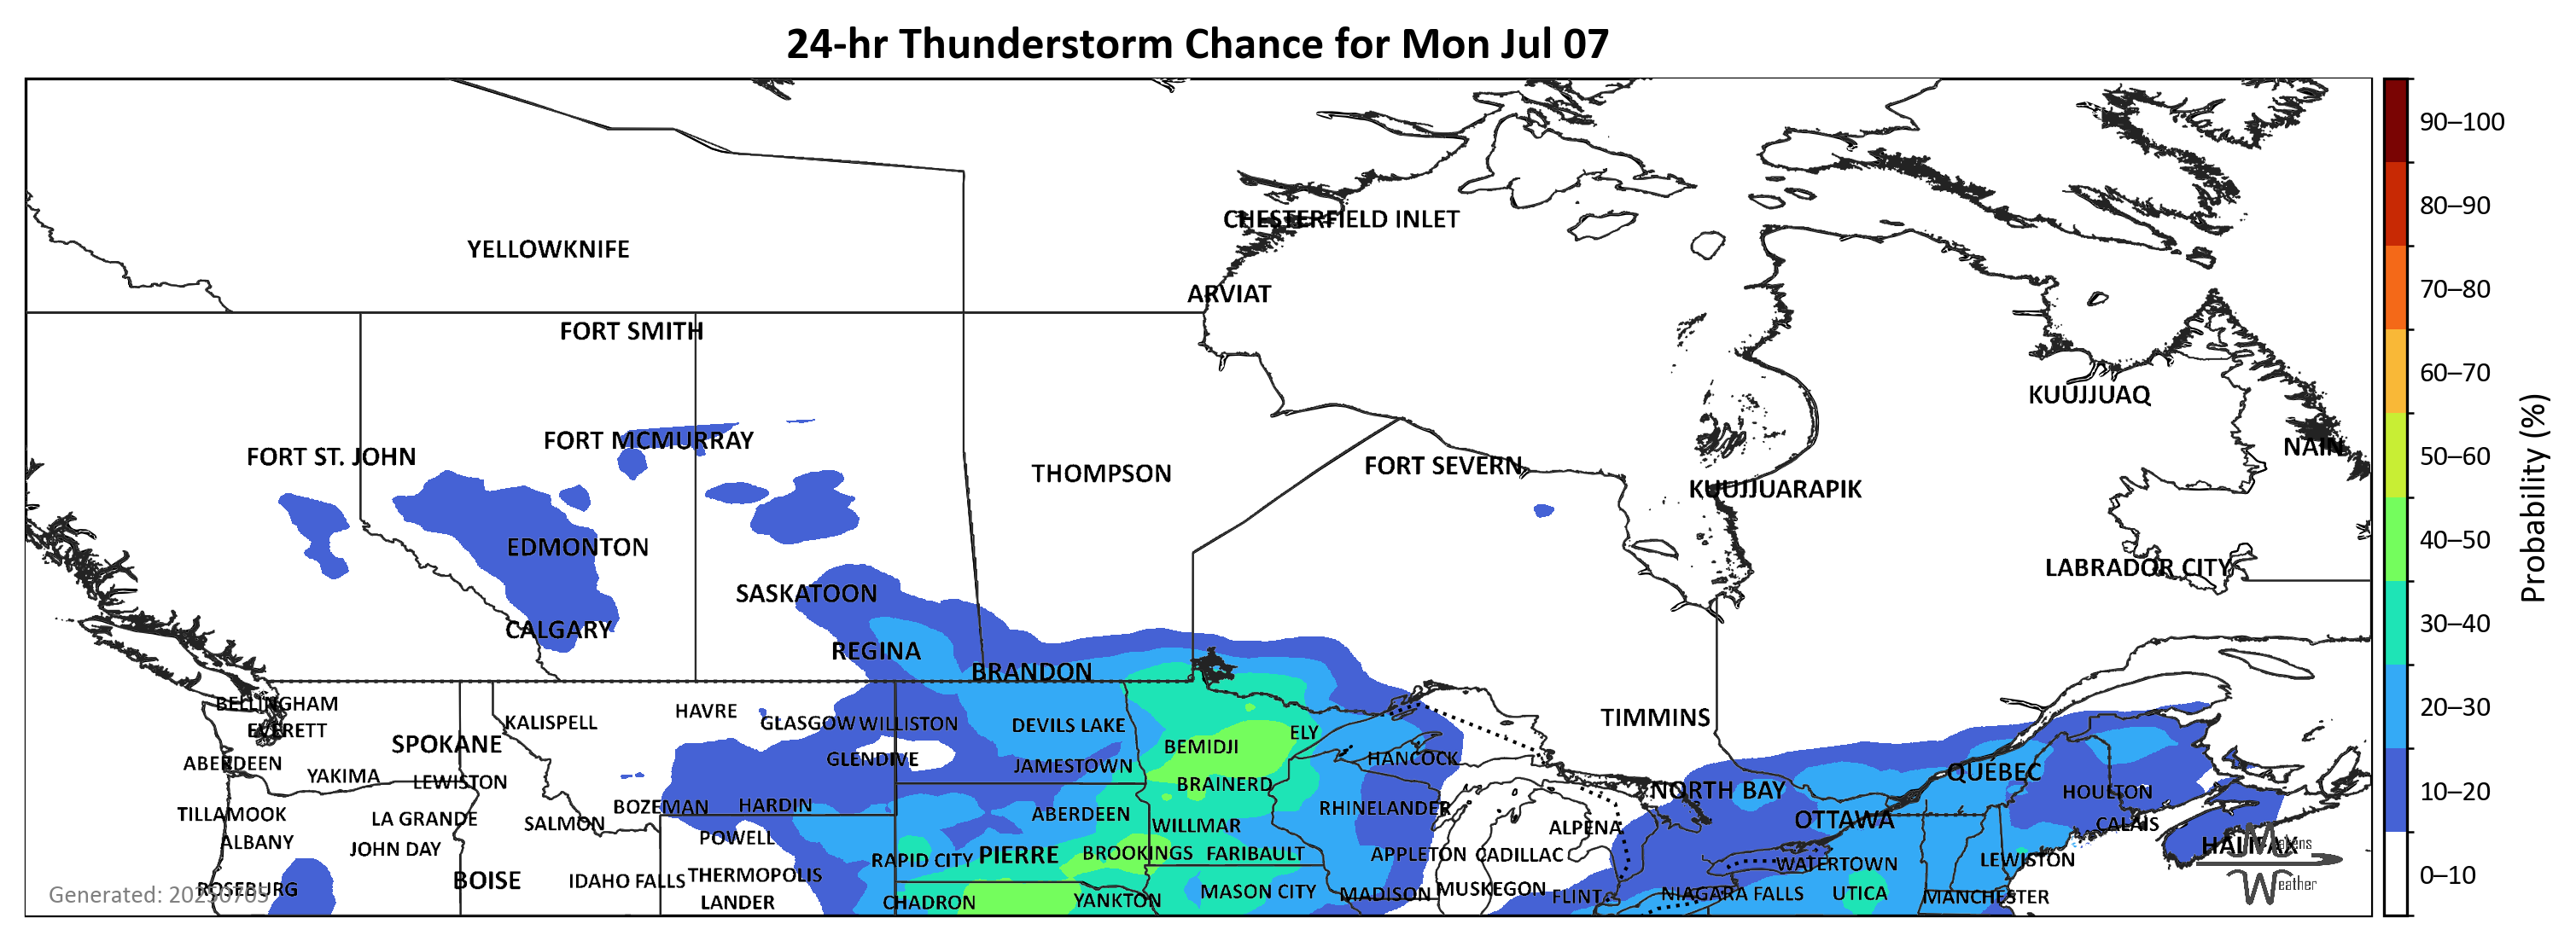 24-hr Thunderstorm Chance for Mon Jul 07
90–100
80–90
CHESTERFIELD INLET
YELLOWKNIFE
ARVIAT
70–80
FORT SMITH
60–70
KUUJJUAQ
FORT MCMURRAY
NAIN
50–60
FORT ST. JOHN
FORT SEVERN
THOMPSON
KUUJJUARAPIK
Probability (%)
EDMONTON
40–50
LABRADOR CITY
SASKATOON
30–40
CALGARY
REGINA
BRANDON
BELLINGHAM
HAVRE
20–30
TIMMINS
KALISPELL
GLASGOW
WILLISTON
DEVILS LAKE
EVERETT
ELY
SPOKANE
BEMIDJI
HANCOCK
GLENDIVE
ABERDEEN
JAMESTOWN
QUÉBEC
YAKIMA
LEWISTON
BRAINERD
NORTH BAY
HOULTON
10–20
BOZEMAN
HARDIN
RHINELANDER
TILLAMOOK
LA GRANDE
SALMON
ABERDEEN
WILLMAR
ALPENA
OTTAWA
CALAIS
POWELL
ALBANY
JOHN DAY
HALIFAX
Matens
Weather
RAPID CITY
PIERRE
BROOKINGS
FARIBAULT
APPLETON
CADILLAC
WATERTOWN
LEWISTON
BOISE
IDAHO FALLS
THERMOPOLIS
0–10
ROSEBURG
Generated: 20250705
LANDER
CHADRON
YANKTON
MASON CITY
MADISON
MUSKEGON
FLINT
NIAGARA FALLS
UTICA
MANCHESTER